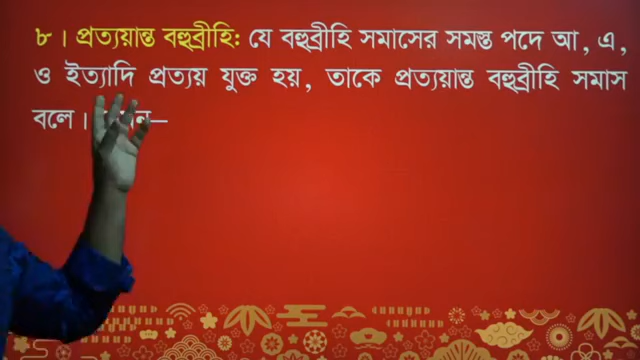 ৮। প্রত্যয়ান্ত বহুব্রীহি: যে বহুব্রীহি সমাসের সমস্ত পদে আ, এ,
ও ইত্যাদি প্রত্যয় যুক্ত হয়, তাকে প্রত্যয়ান্ত বহুব্রীহি সমাস
বলে।